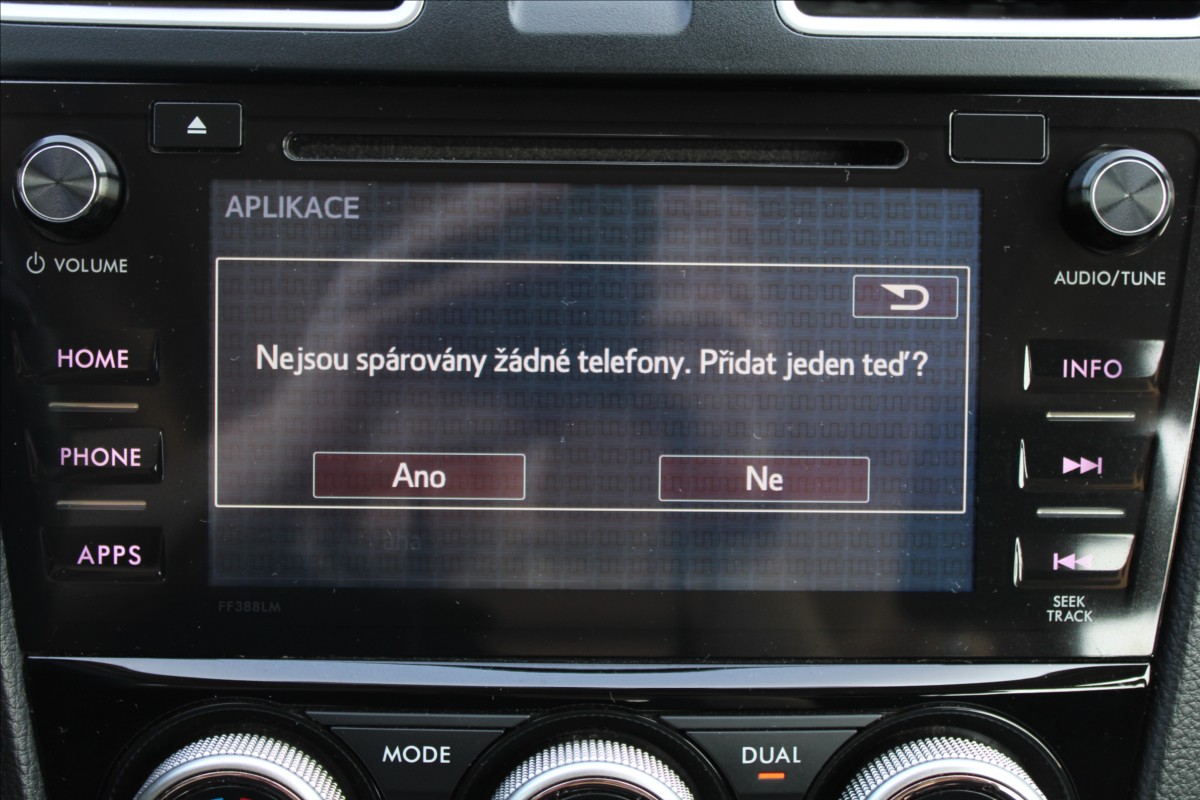 APLIKACE
VOLUME
AUDIO/TUNE
Nejsou spárovány žádné telefony. Přidat jeden teď?
HOME
INFO
PHONE
Ano
Ne
APPS
FF388LM
SEEK
TRACK
MODE
DUAL